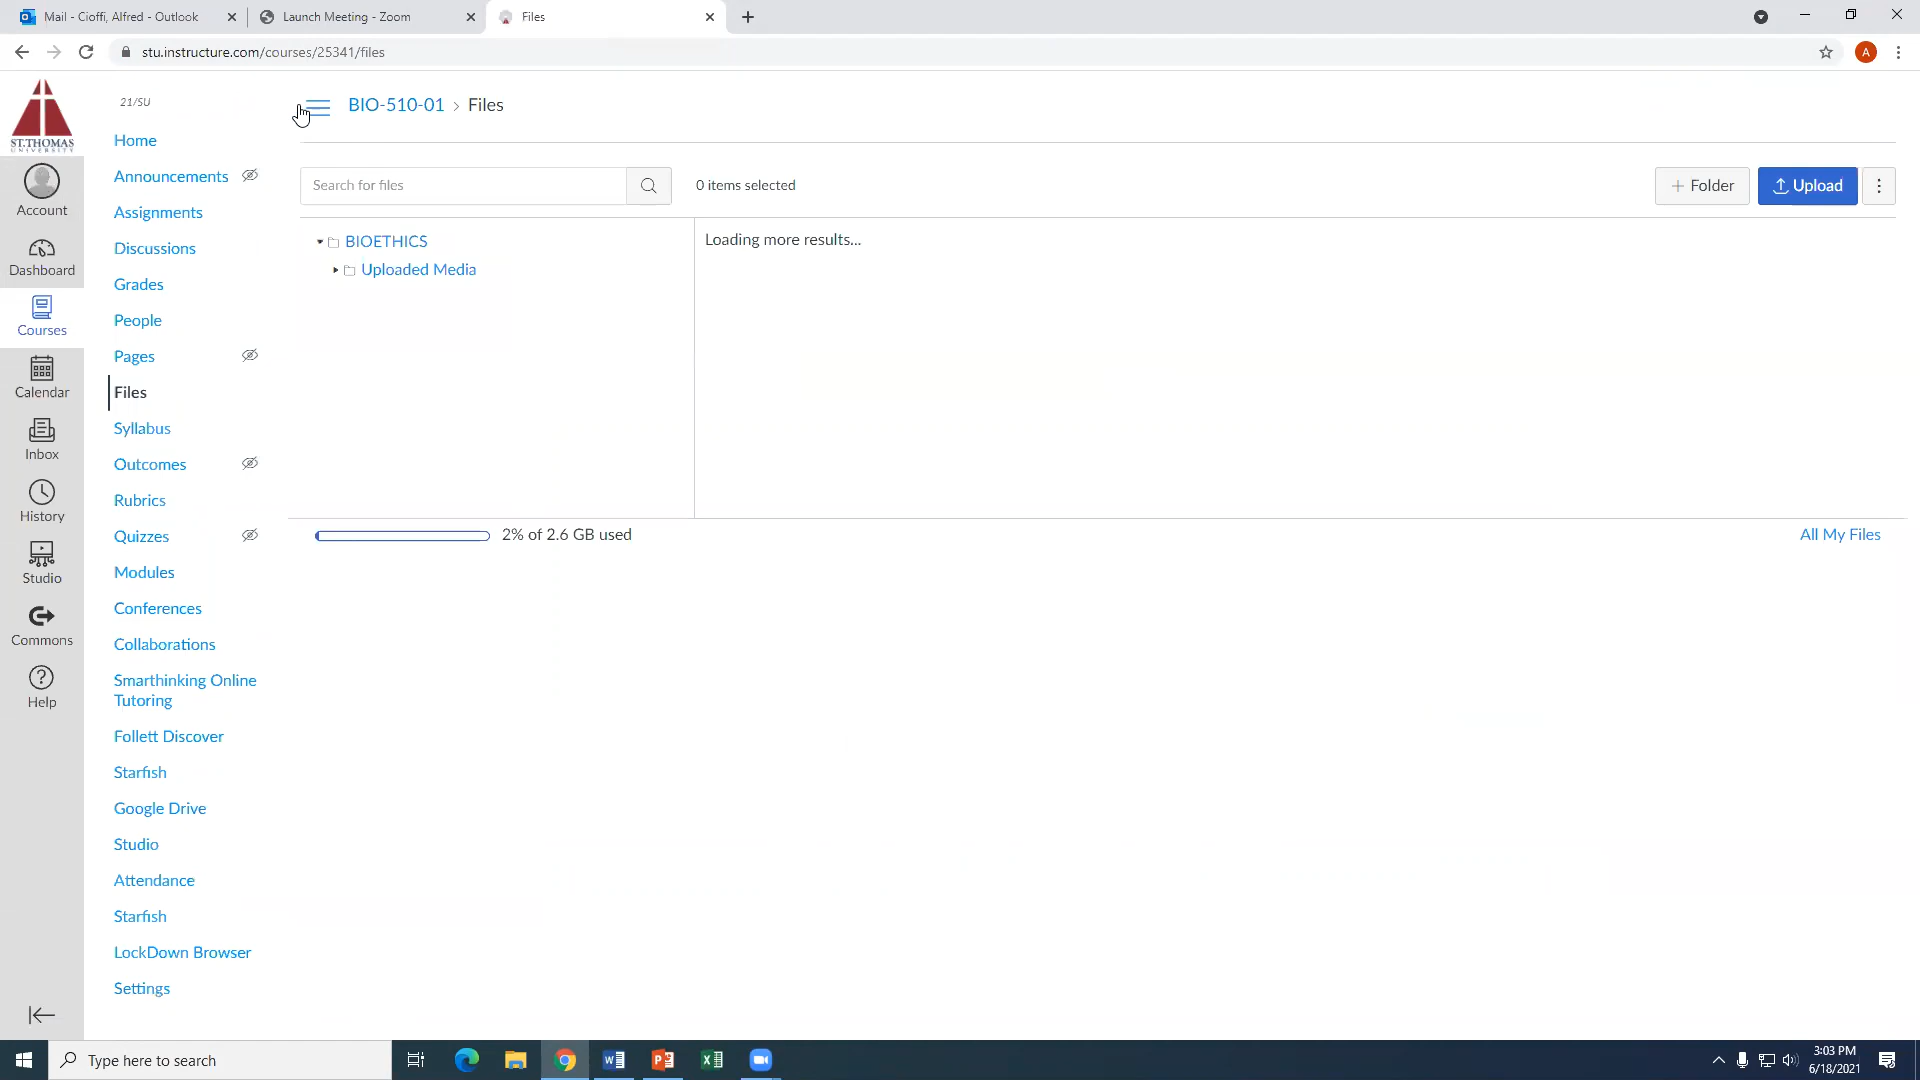 Mail - Cioffi, Alfred - Outlook
Launch Meeting - Zoom
Files
stu.instructure.com/courses/25341/files
A
ST.THOMAS
UNIVERSITY
Account
Dashboard
Courses
Calendar
Inbox
History
Studio
Commons
Help
21/SU
Home
Announcements
Assignments
Discussions
Grades
People
Pages
Files
Syllabus
Outcomes
Rubrics
Quizzes
Modules
Conferences
Collaborations
Smarthinking Online
Tutoring
Follett Discover
Starfish
Google Drive
Studio
Attendance
Starfish
LockDown Browser
Settings
BIO-510-01 > Files
Search for files
0 items selected
+ Folder
Upload
BIOETHICS
Uploaded Media
Loading more results...
2% of 2.6 GB used
All My Files
Type here to search
3:03 PM
6/18/2021